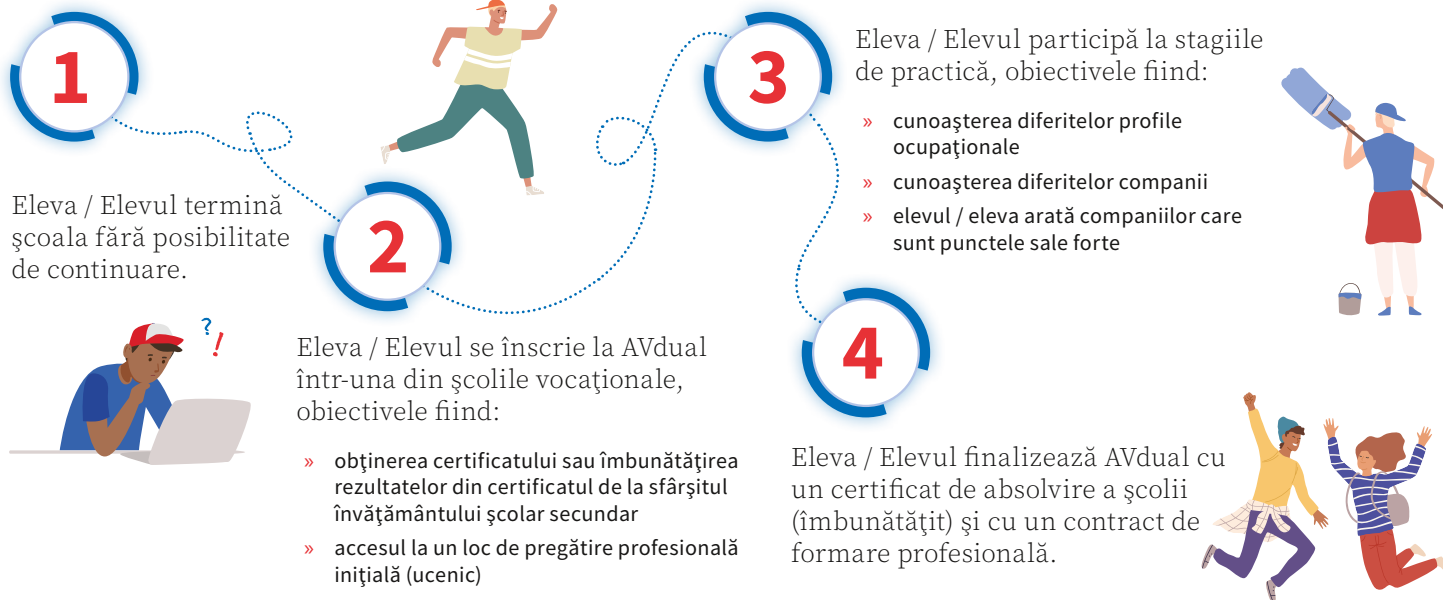 1
Eleva / Elevul termină
şcoala fără posibilitate
de continuare.
?!
2
Eleva / Elevul se înscrie la AVdual
într-una din şcolile vocaţionale,
obiectivele fiind:
» obţinerea certificatului sau îmbunătăţirea
rezultatelor din certificatul de la sfârşitul
învăţământului şcolar secundar
» accesul la un loc de pregătire profesională
iniţială (ucenic)
3
Eleva / Elevul participă la stagiile
de practică, obiectivele fiind:
» cunoaşterea diferitelor profile
ocupaţionale
» cunoaşterea diferitelor companii
» elevul / eleva arată companiilor care
sunt punctele sale forte
4
Eleva / Elevul finalizează AVdual cu
un certificat de absolvire a şcolii
(îmbunătăţit) şi cu un contract de
formare profesională.